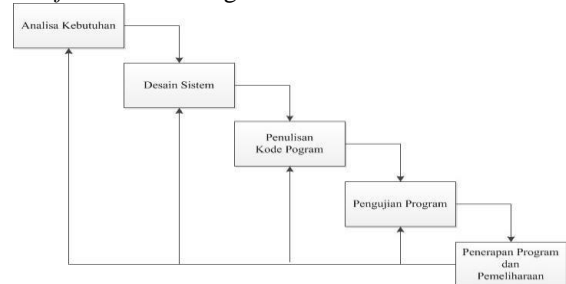 Analisa Kebutuhan
Desain Sistem
Penulisan
Kode Pogram
Pengujian Program
Penerapan Program
dan
Pemeliharaan